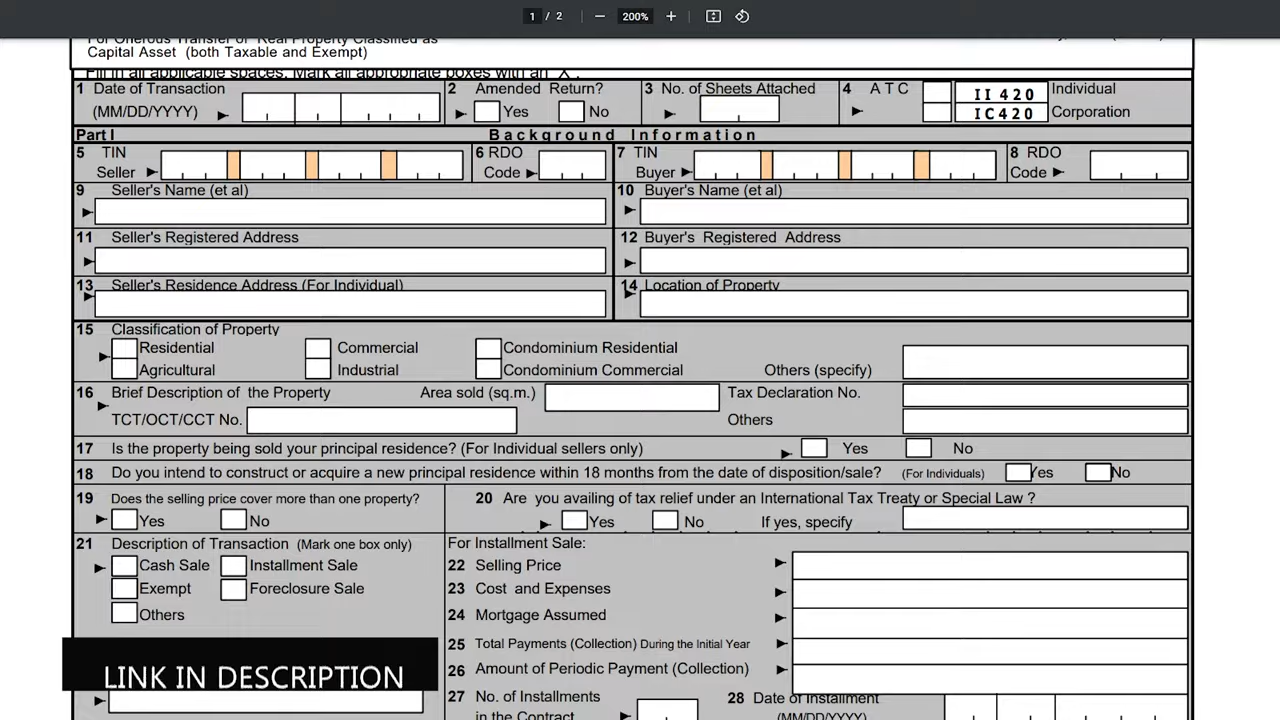 1 / 2 − 200% +
For Onerous Transfer of Real Property Classified as
Capital Asset (both Taxable and Exempt)
Fill in all applicable spaces. Mark all appropriate boxes with an "X".
1 Date of Transaction
(MM/DD/YYYY)
2 Amended Return?
Yes No
3 No. of Sheets Attached
4 A T C
II 420 Individual
IC420 Corporation
Part I Background Information
5 TIN
Seller
6 RDO
Code
7 TIN
Buyer
8 RDO
Code
9 Seller's Name (et al)
10 Buyer's Name (et al)
11 Seller's Registered Address
12 Buyer's Registered Address
13 Seller's Residence Address (For Individual)
14 Location of Property
15 Classification of Property
Residential Commercial Condominium Residential
Agricultural Industrial Condominium Commercial Others (specify)
16 Brief Description of the Property Area sold (sq.m.) Tax Declaration No.
TCT/OCT/CCT No. Others
17 Is the property being sold your principal residence? (For Individual sellers only) Yes No
18 Do you intend to construct or acquire a new principal residence within 18 months from the date of disposition/sale? (For Individuals) Yes No
19 Does the selling price cover more than one property?
Yes No
20 Are you availing of tax relief under an International Tax Treaty or Special Law ?
Yes No If yes, specify
21 Description of Transaction (Mark one box only)
Cash Sale Installment Sale
Exempt Foreclosure Sale
Others
For Installment Sale:
22 Selling Price
23 Cost and Expenses
24 Mortgage Assumed
25 Total Payments (Collection) During the Initial Year
26 Amount of Periodic Payment (Collection)
27 No. of Installments
in the Contract
28 Date of Installment
(MM/DD/YYYY)
LINK IN DESCRIPTION